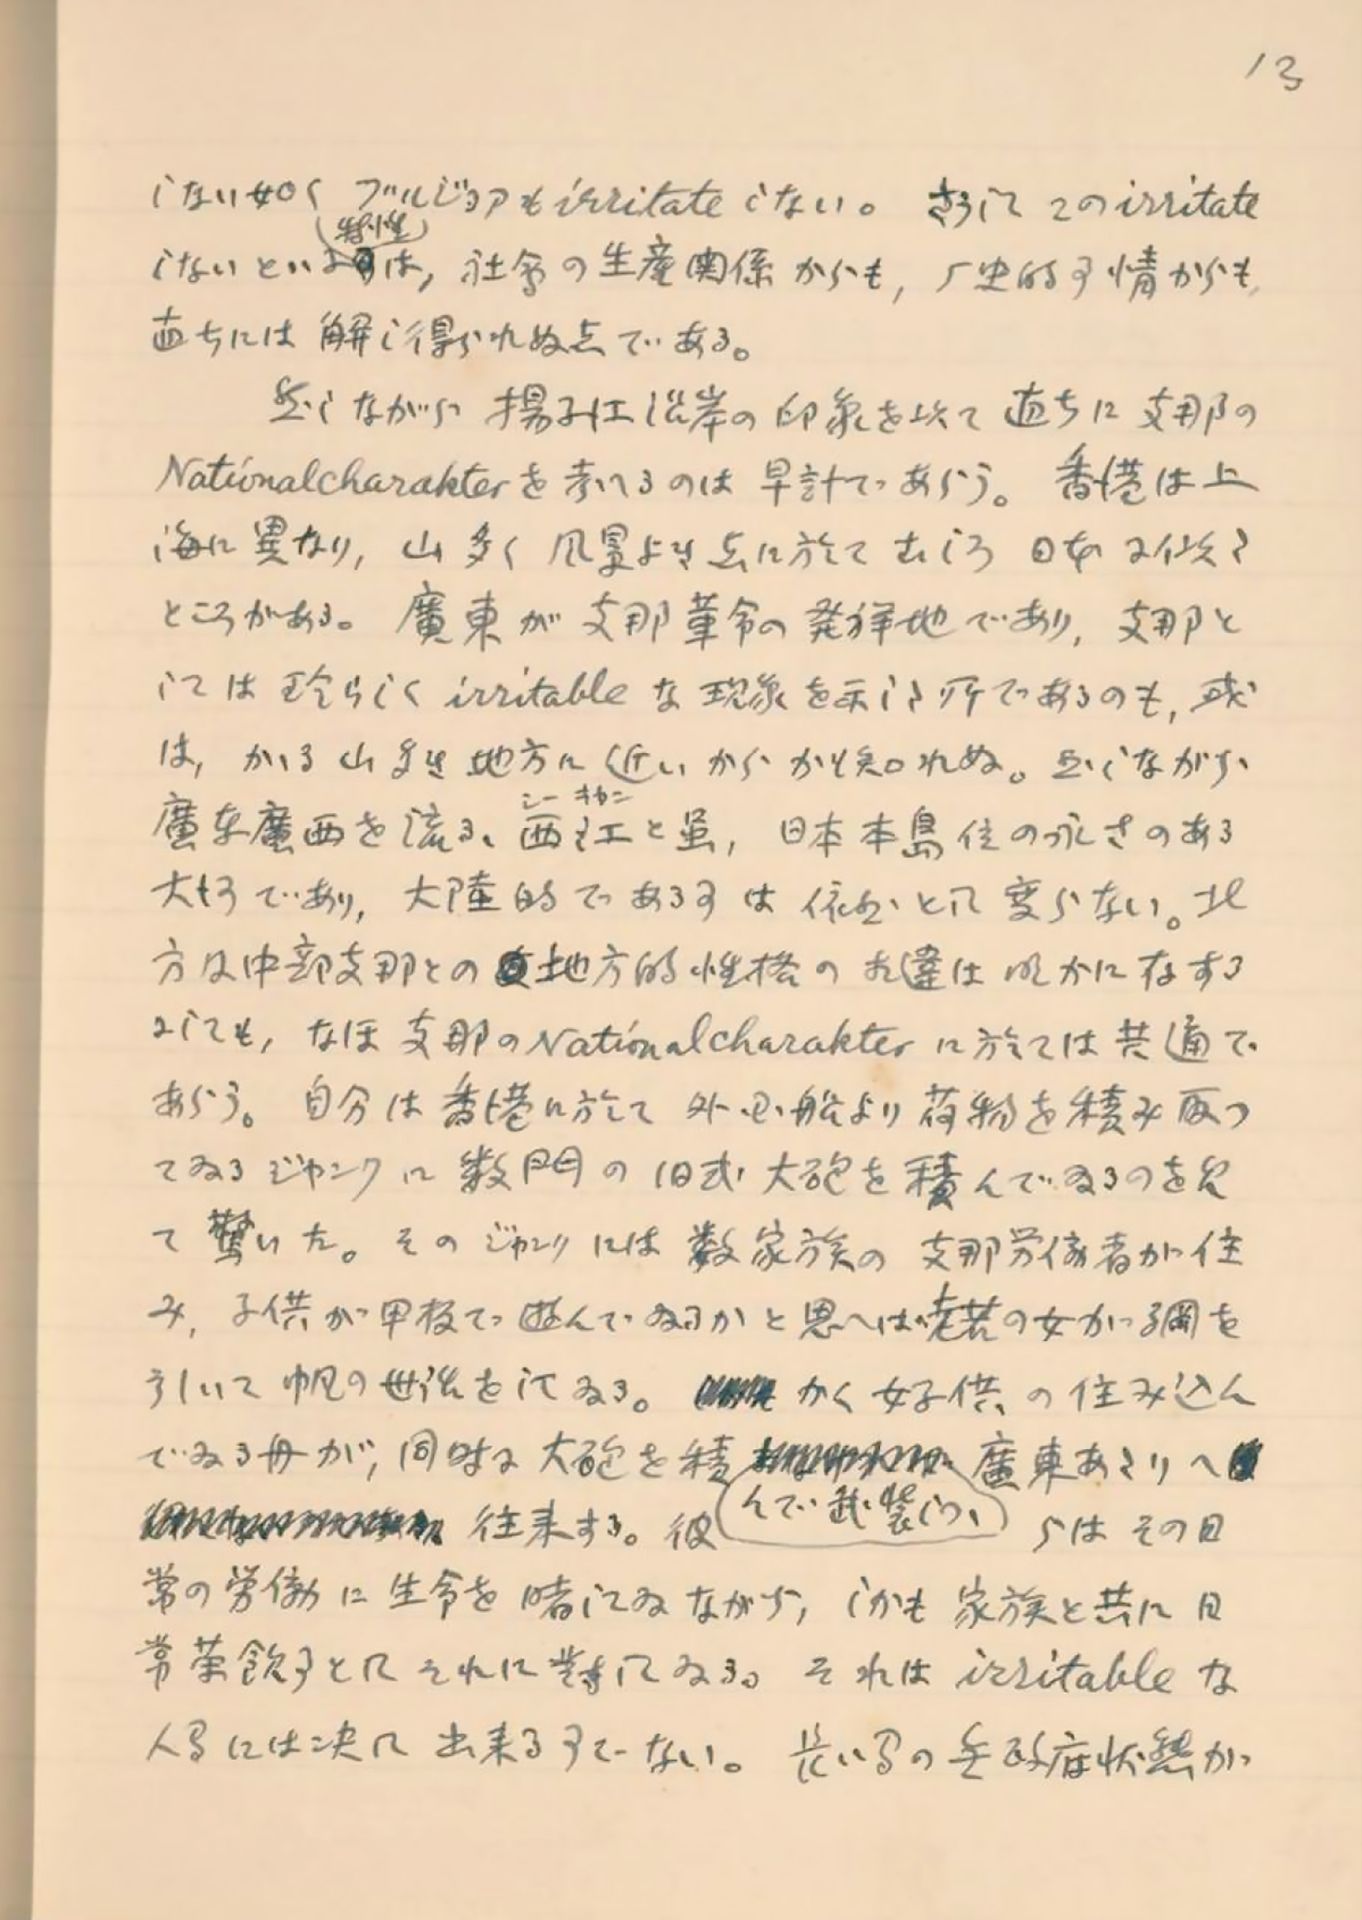 13
しない如くブルジョアもirritateしない。さうしてこのirritate
しないといふ特性は,社会の生産関係からも,歴史的事情からも,
直ちには解し得られぬ点である。
然しながら揚子江沿岸の印象を以て直ちに支那の
Nationalcharakterを考へるのは早計であらう。香港は上
海に異なり,山多く風景よき点に於てむしろ日本に似た
ところがある。廣東が支那革命の発祥地であり,支那と
しては珍らしくirritableな現象を示した所であるのも,或
は,かゝる山多き地方に近いからかも知れぬ。然しながら
廣東廣西を流るゝ西江と虽,日本本島位の永さのある
シーキヤン
大河であり,大陸的である事は依然として変らない。北
方及中部支那との地方的性格の相違は明かに存する
にしても,なほ支那のNationalcharakterに於ては共通で
あらう。自分は香港に於て外国船より荷物を積み取つ
てゐるジヤンクに数門の旧式大砲を積んでゐるのを見
て驚いた。そのジヤンクには数家族の支那労働者が住
み,子供が甲板で遊んでゐるかと思へば老若の女が綱を
引いて帆の世話をしてゐる。かく女子供の住み込ん
でゐる舟が,同時に大砲を積んで武装しつゝ廣東あたりへ
往来する。彼らはその日
常の労働に生命を賭してゐながら,しかも家族と共に日
常茶飯事としてそれに対してゐる。それはirritableな
人間には決して出来る事でない。長い間の無政府状態が